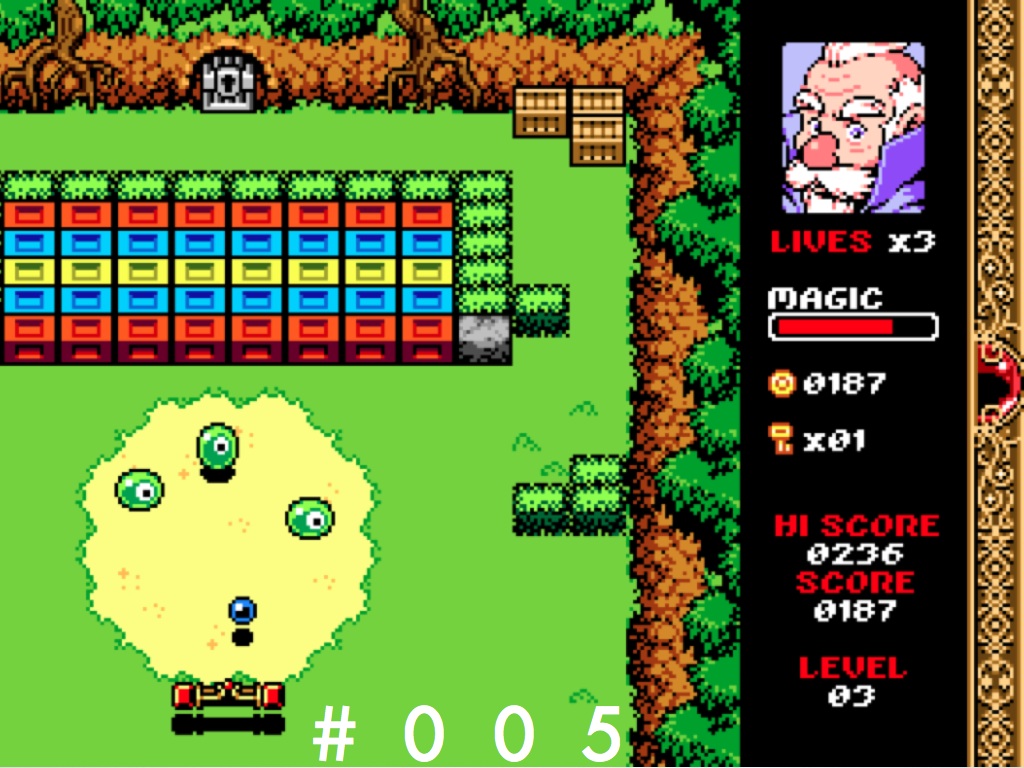 LIVES x3
MAGIC
0187
x01
HI SCORE
0236
SCORE
0187
LEVEL
03
# 0 0 5